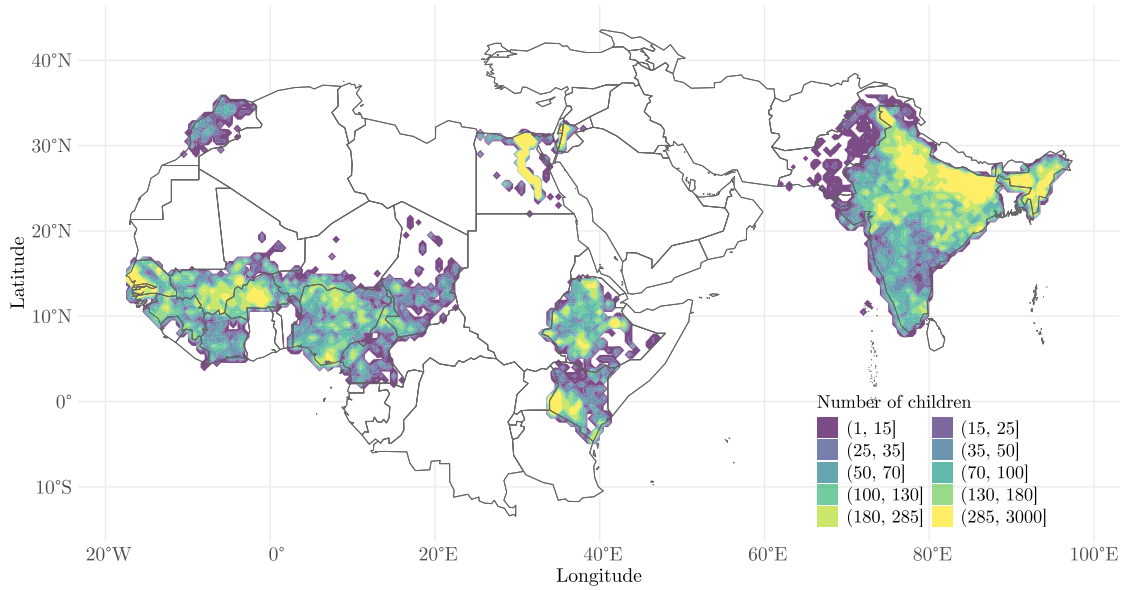 40°N
30°N
20°N
10°N
0°
10°S
Latitude
20°W
0°
20°E
40°E
60°E
80°E
100°E
Longitude
Number of children
(1, 15]
(15, 25]
(25, 35]
(35, 50]
(50, 70]
(70, 100]
(100, 130]
(130, 180]
(180, 285]
(285, 3000]